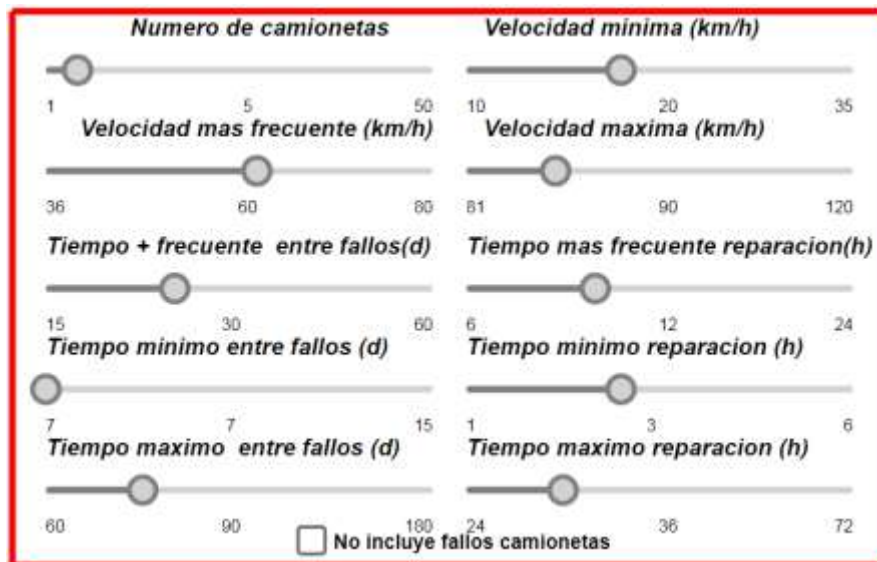 Numero de camionetas Velocidad minima (km/h)
1 5 50 10 20 35
Velocidad mas frecuente (km/h) Velocidad maxima (km/h)
36 60 80 81 90 120
Tiempo + frecuente entre fallos(d) Tiempo mas frecuente reparacion(h)
15 30 60 6 12 24
Tiempo minimo entre fallos (d) Tiempo minimo reparacion (h)
7 7 15 1 3 6
Tiempo maximo entre fallos (d) Tiempo maximo reparacion (h)
60 90 180 24 36 72
No incluye fallos camionetas